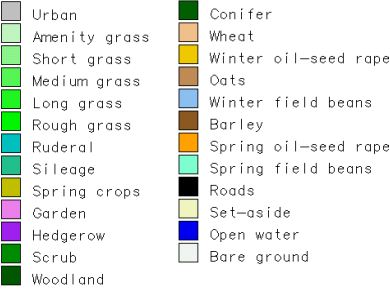 Urban
Amenity grass
Short grass
Medium grass
Long grass
Rough grass
Ruderal
Sileage
Spring crops
Garden
Hedgerow
Scrub
Woodland
Conifer
Wheat
Winter oil-seed rape
Oats
Winter field beans
Barley
Spring oil-seed rape
Spring field beans
Roads
Set-aside
Open water
Bare ground